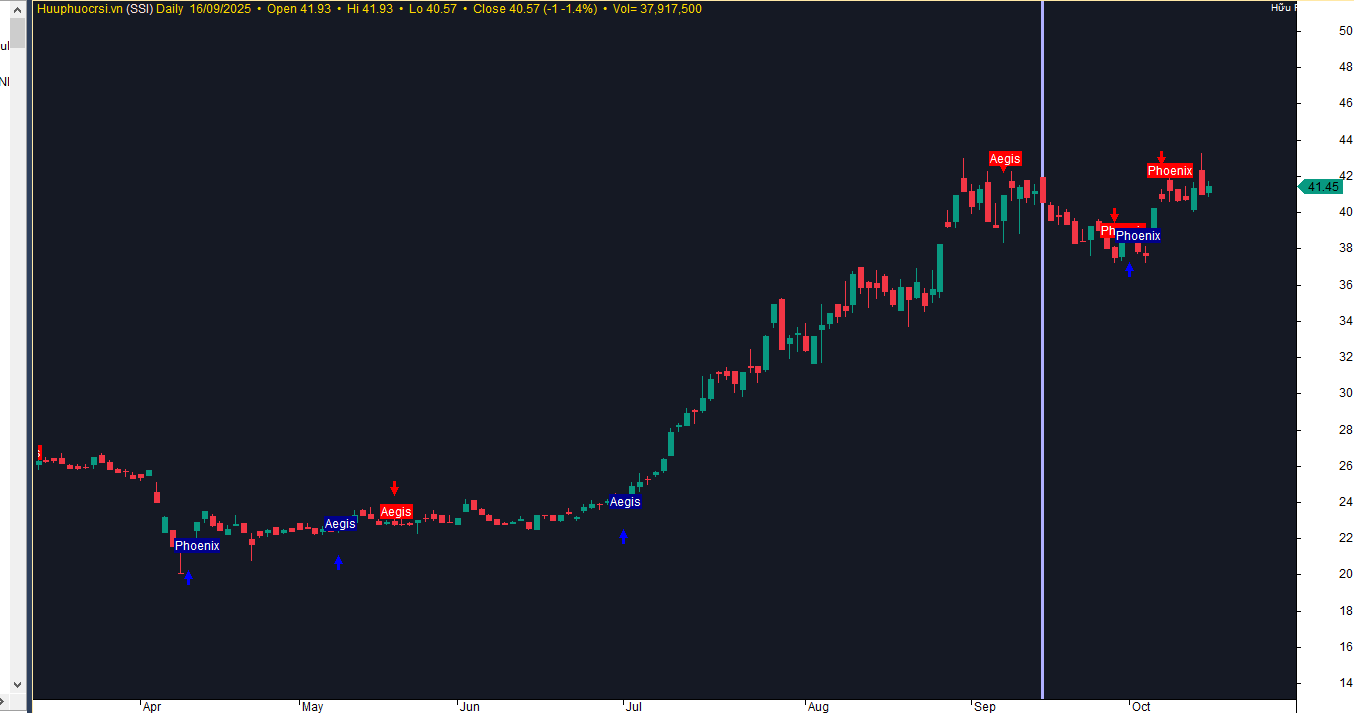 Huuphuocrsi.vn (SSI) Daily 16/09/2025 • Open 41.93 • Hi 41.93 • Lo 40.57 • Close 40.57 (-1 -1.4%) • Vol= 37,917,500
Hữu
50
48
46
44
42
41.45
40
38
36
34
32
30
28
26
24
22
20
18
16
14
Aegis
Phoenix
Phoenix
Aegis
Aegis
Aegis
Phoenix
Apr
May
Jun
Jul
Aug
Sep
Oct